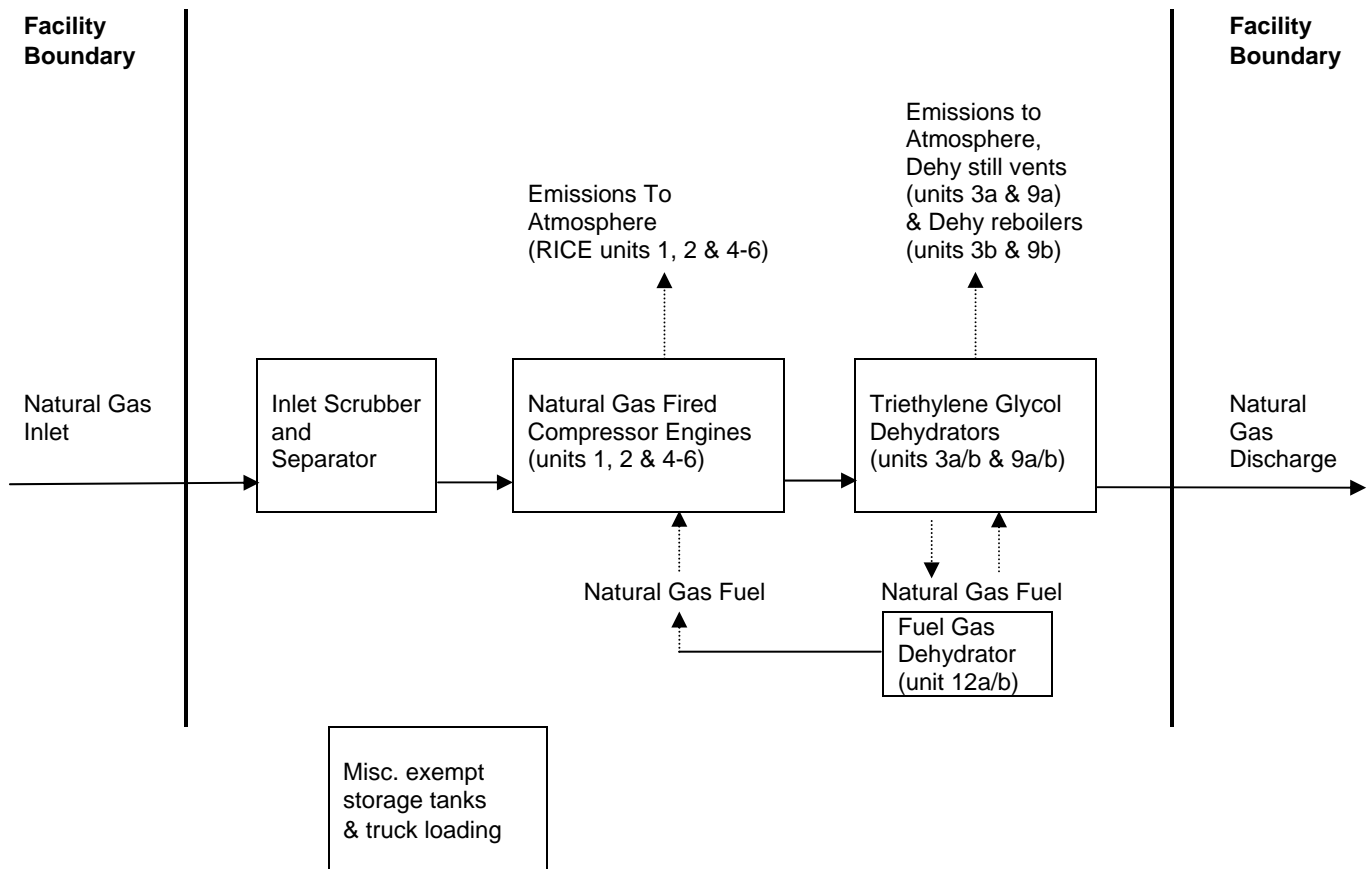 Facility
Boundary
Facility
Boundary
Emissions To
Atmosphere
(RICE units 1, 2 & 4-6)
Emissions to
Atmosphere,
Dehy still vents
(units 3a & 9a)
& Dehy reboilers
(units 3b & 9b)
Natural Gas
Inlet
Inlet Scrubber
and
Separator
Natural Gas Fired
Compressor Engines
(units 1, 2 & 4-6)
Triethylene Glycol
Dehydrators
(units 3a/b & 9a/b)
Natural
Gas
Discharge
Natural Gas Fuel
Natural Gas Fuel
Fuel Gas
Dehydrator
(unit 12a/b)
Misc. exempt
storage tanks
& truck loading